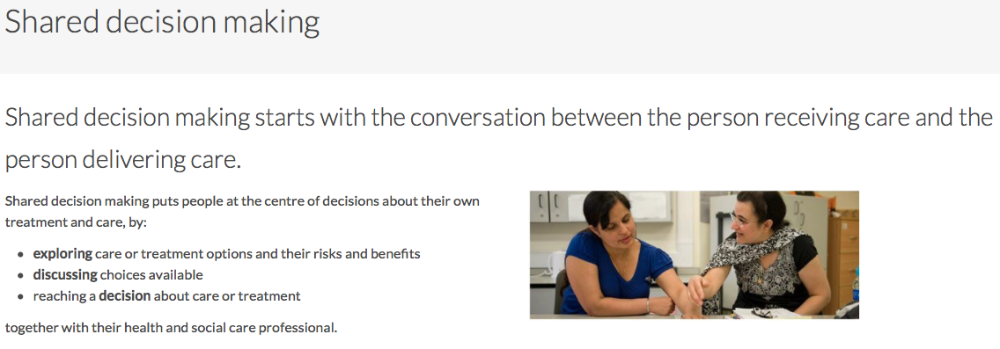 Shared decision making
Shared decision making starts with the conversation between the person receiving care and the
person delivering care.
Shared decision making puts people at the centre of decisions about their own
treatment and care, by:
• exploring care or treatment options and their risks and benefits
• discussing choices available
• reaching a decision about care or treatment
together with their health and social care professional.